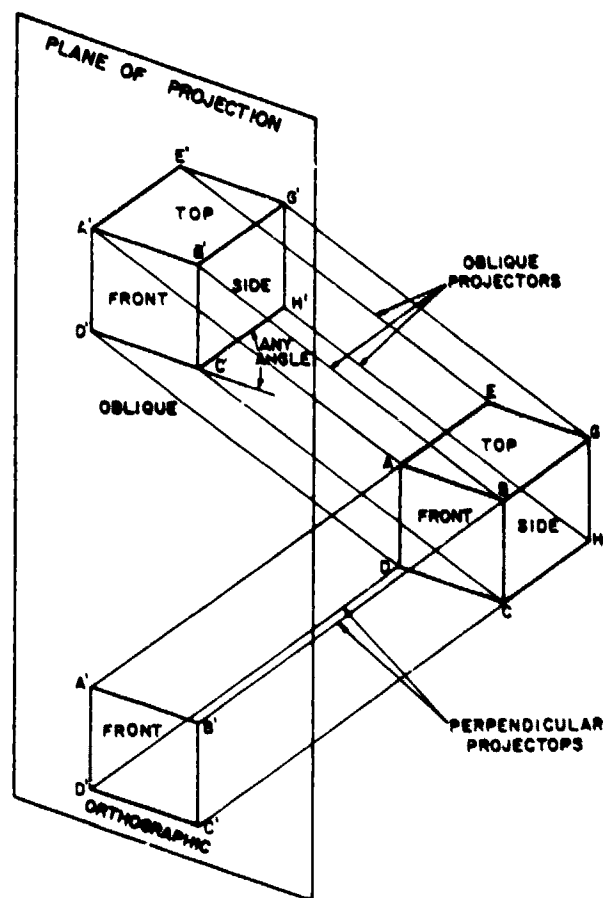 PLANE OF PROJECTION
E'
G'
TOP
A'
B'
SIDE
OBLIQUE
PROJECTORS
FRONT
H'
D'
ANY
ANGLE
C'
OBLIQUE
E
G
TOP
A
B
FRONT
SIDE
D
H
C
A'
FRONT
B'
PERPENDICULAR
PROJECTOPS
D'
C'
ORTHOGRAPHIC